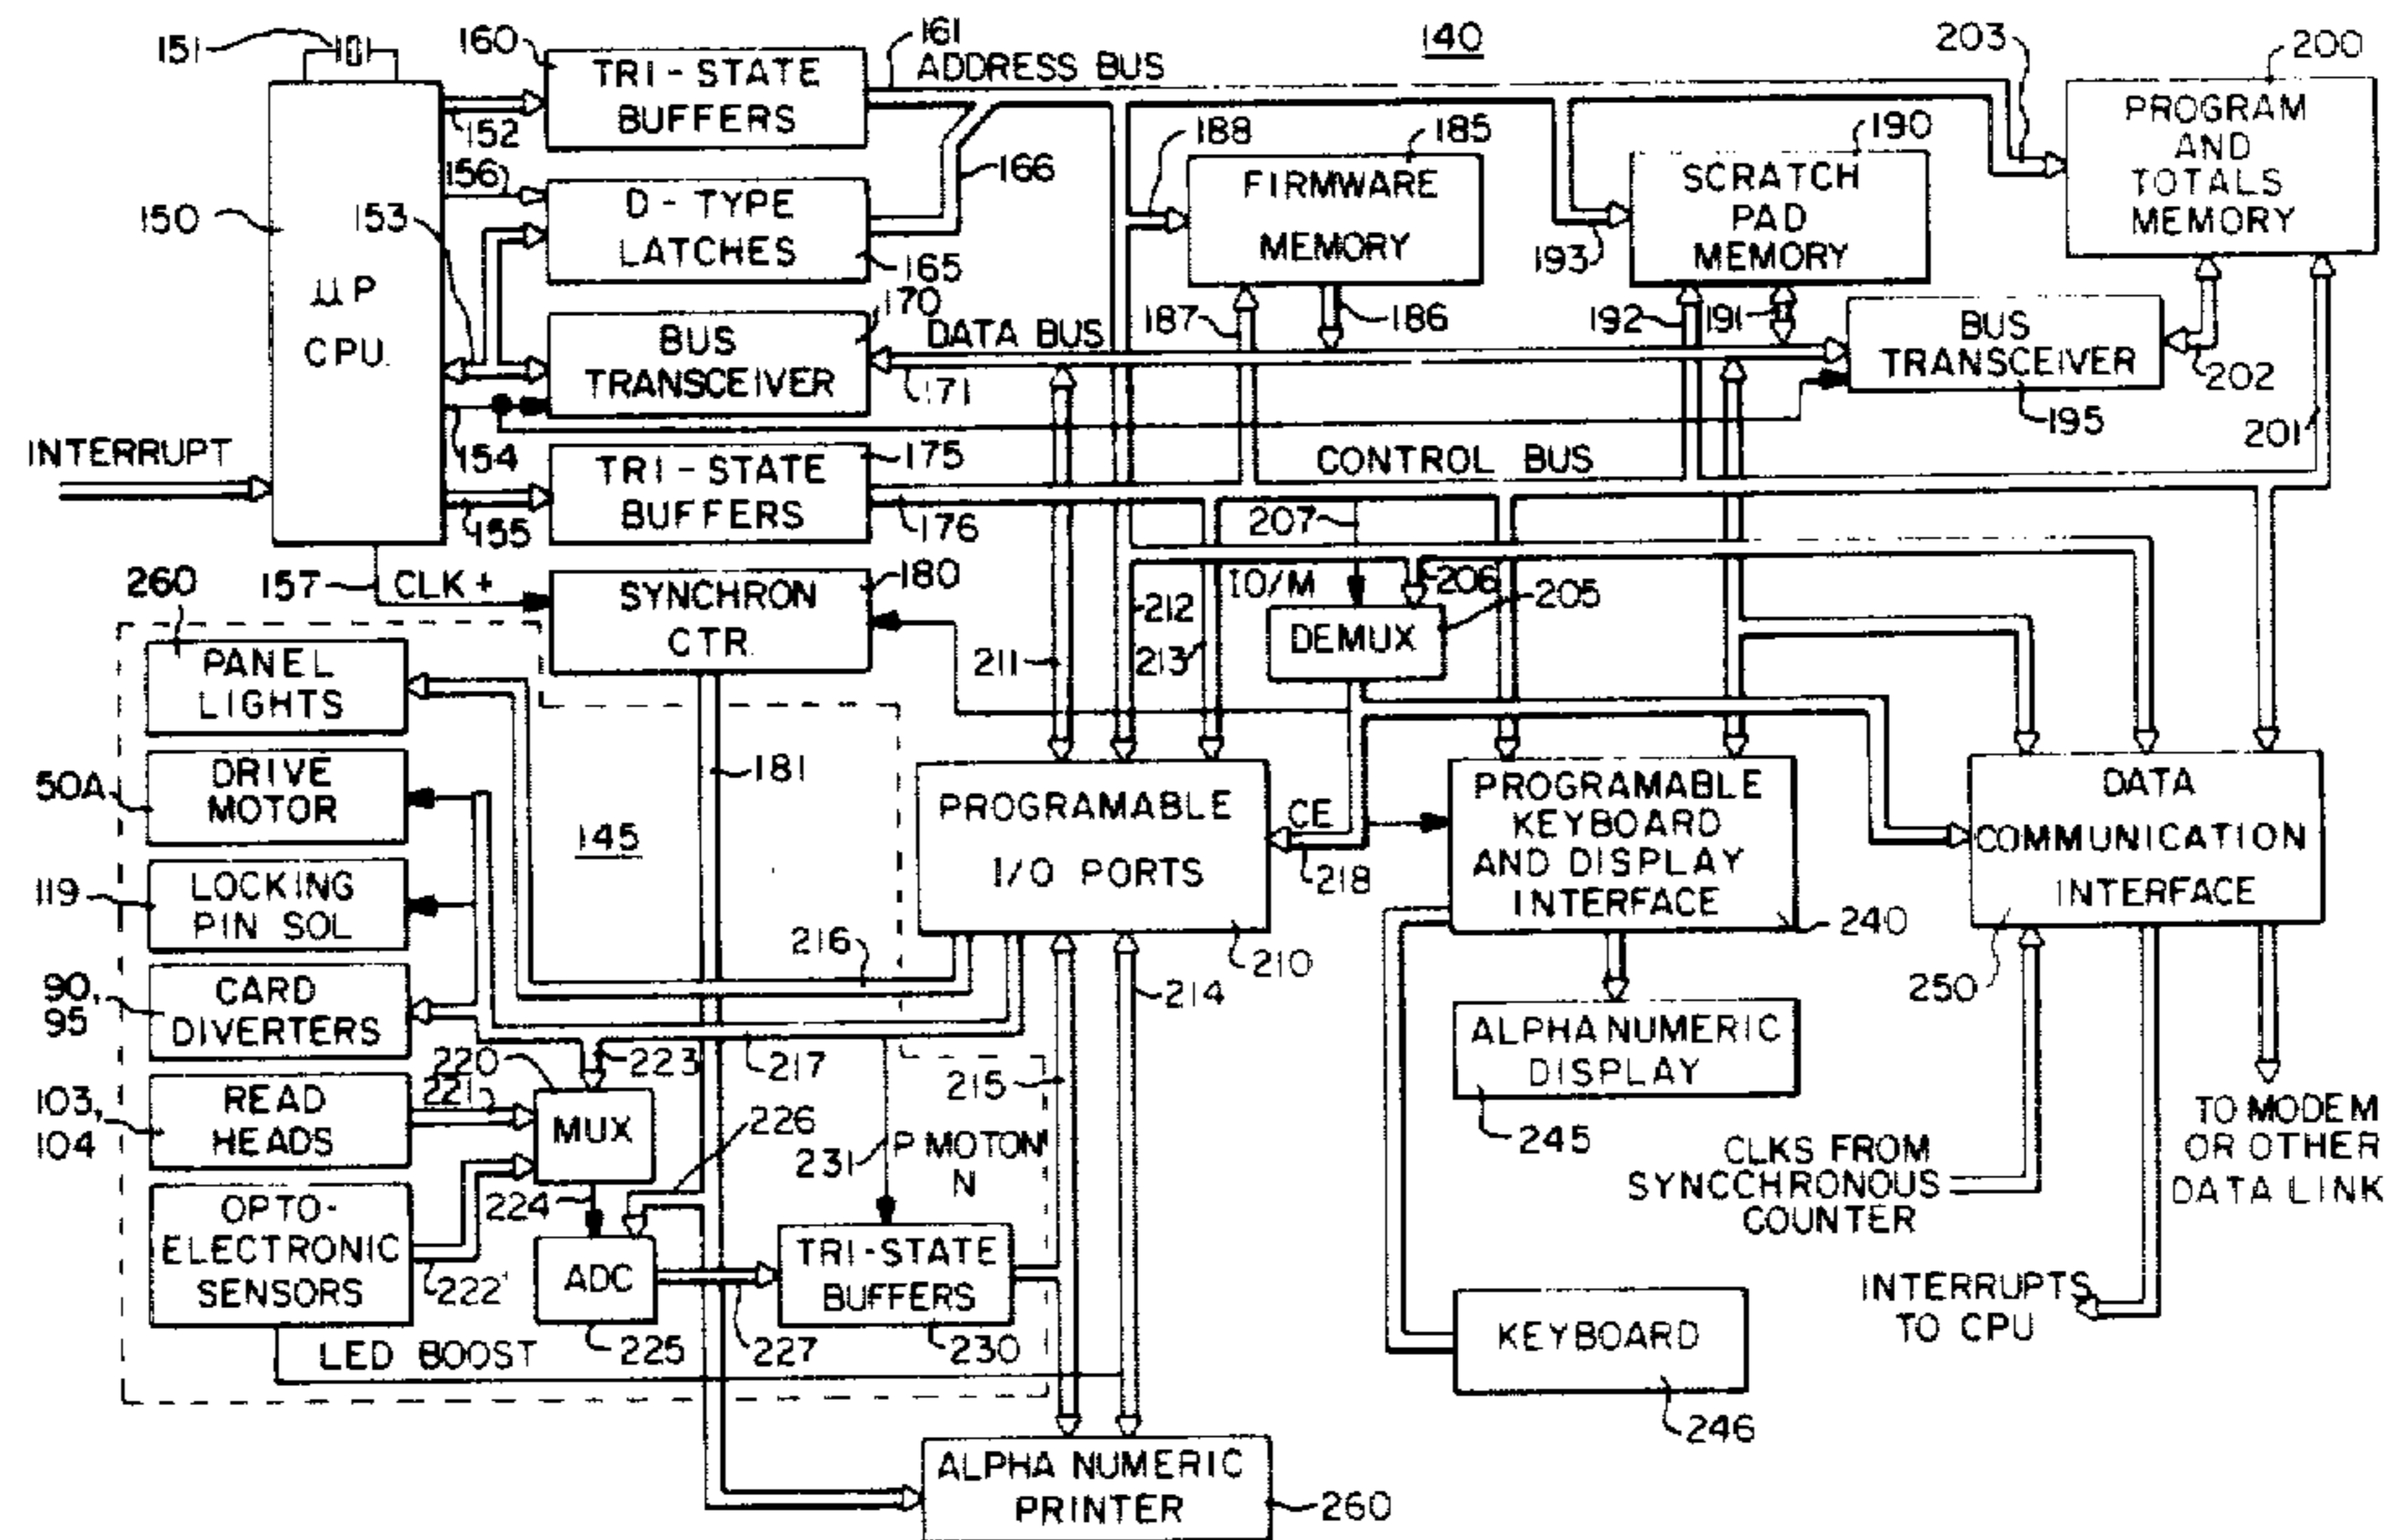 151
160
TRI-STATE
BUFFERS
161
ADDRESS BUS
140
203
200
PROGRAM
AND
TOTALS
MEMORY
152
156
150
153
µP
CPU
D-TYPE
LATCHES
165
166
188
185
FIRMWARE
MEMORY
190
SCRATCH
PAD
MEMORY
193
170
BUS
TRANSCEIVER
DATA BUS
171
187
186
192
191
BUS
TRANSCEIVER
195
202
201
154
INTERRUPT
155
TRI-STATE
BUFFERS
175
176
CONTROL BUS
207
157
CLK +
SYNCHRON
CTR.
180
IO/M
206
205
DEMUX
212
211
213
260
PANEL
LIGHTS
50A
DRIVE
MOTOR
145
181
119
LOCKING
PIN SOL
90,
95
CARD
DIVERTERS
PROGRAMABLE
I/O PORTS
210
CE
218
PROGRAMABLE
KEYBOARD
AND DISPLAY
INTERFACE
240
DATA
COMMUNICATION
INTERFACE
250
216
214
217
215
220
223
221
103,
104
READ
HEADS
MUX
226
231
P MOTON'
N
224
OPTO-
ELECTRONIC
SENSORS
222'
ADC
225
227
TRI-STATE
BUFFERS
230
LED BOOST
ALPHA NUMERIC
DISPLAY
245
CLKS FROM
SYNCCHRONOUS
COUNTER
TO MODEM
OR OTHER
DATA LINK
INTERRUPTS
TO CPU
KEYBOARD
246
ALPHA NUMERIC
PRINTER
260